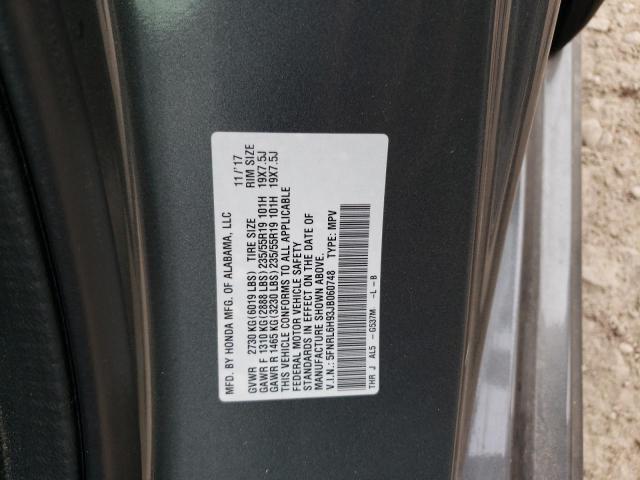 MFD. BY HONDA MFG. OF ALABAMA, LLC 11/'17
GVWR 2730 KG(6019 LBS) TIRE SIZE RIM SIZE
GAWR F 1310 KG(2888 LBS)235/55R19 101H 19X7.5J
GAWR R 1465 KG(3230 LBS)235/55R19 101H 19X7.5J
THIS VEHICLE CONFORMS TO ALL APPLICABLE
FEDERAL MOTOR VEHICLE SAFETY
STANDARDS IN EFFECT ON THE DATE OF
MANUFACTURE SHOWN ABOVE.
V.I.N.: 5FNRL6H93JB060748 TYPE: MPV
THR J AL5 -G537M -L -B